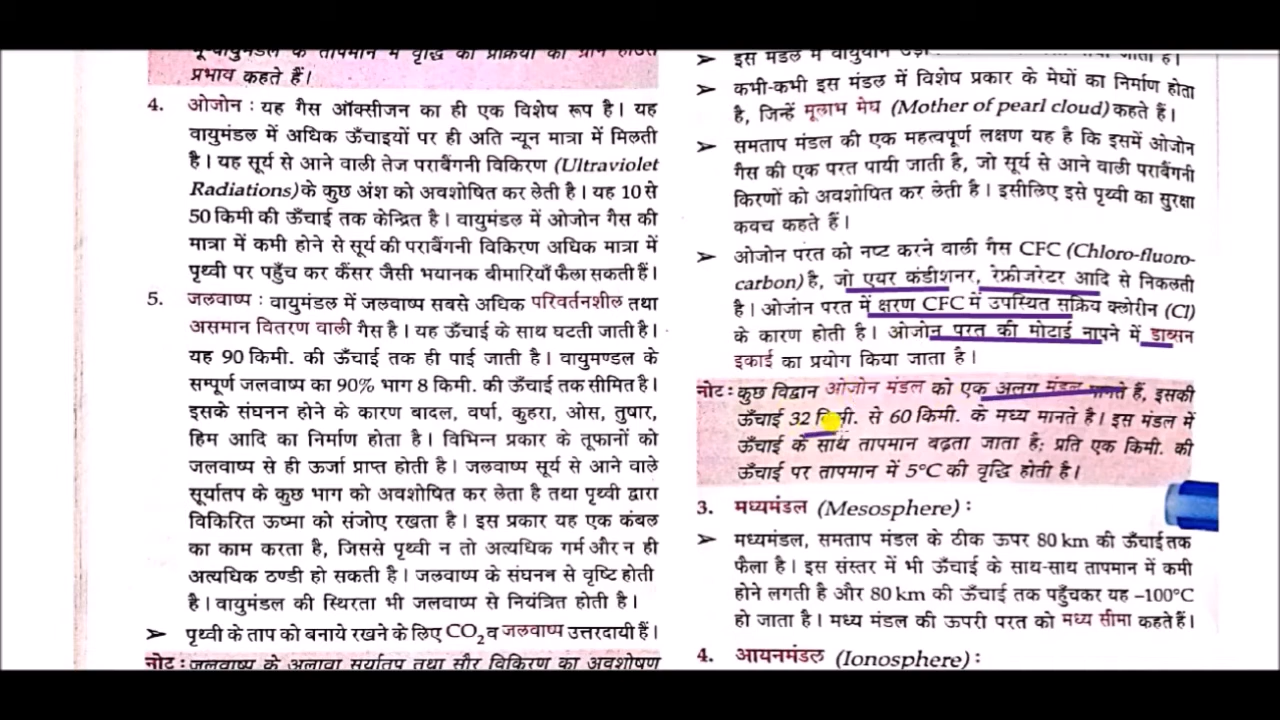 प्रभाव कहते हैं।
4. ओजोन : यह गैस ऑक्सीजन का ही एक विशेष रूप है। यह
वायुमंडल में अधिक ऊँचाइयों पर ही अति न्यून मात्रा में मिलती
है। यह सूर्य से आने वाली तेज पराबैंगनी विकिरण (Ultraviolet
Radiations) के कुछ अंश को अवशोषित कर लेती है। यह 10 से
50 किमी की ऊँचाई तक केन्द्रित है। वायुमंडल में ओजोन गैस की
मात्रा में कमी होने से सूर्य की पराबैंगनी विकिरण अधिक मात्रा में
पृथ्वी पर पहुँच कर कैंसर जैसी भयानक बीमारियाँ फैला सकती हैं।
5. जलवाष्प : वायुमंडल में जलवाष्प सबसे अधिक परिवर्तनशील तथा
असमान वितरण वाली गैस है। यह ऊँचाई के साथ घटती जाती है।
यह 90 किमी. की ऊँचाई तक ही पाई जाती है। वायुमण्डल के
सम्पूर्ण जलवाष्प का 90% भाग 8 किमी. की ऊँचाई तक सीमित है।
इसके संघनन होने के कारण बादल, वर्षा, कुहरा, ओस, तुषार,
हिम आदि का निर्माण होता है। विभिन्न प्रकार के तूफानों को
जलवाष्प से ही ऊर्जा प्राप्त होती है। जलवाष्प सूर्य से आने वाले
सूर्यातप के कुछ भाग को अवशोषित कर लेता है तथा पृथ्वी द्वारा
विकिरित ऊष्मा को संजोए रखता है। इस प्रकार यह एक कंबल
का काम करता है, जिससे पृथ्वी न तो अत्यधिक गर्म और न ही
अत्यधिक ठण्डी हो सकती है। जलवाष्प के संघनन से वृष्टि होती
है। वायुमंडल की स्थिरता भी जलवाष्प से नियंत्रित होती है।
➤ पृथ्वी के ताप को बनाये रखने के लिए CO₂ व जलवाष्प उत्तरदायी हैं।
नोट: जलवाष्प के अलावा सूर्यातप तथा सौर विकिरण का अवशोषण
➤ इस मंडल में वायुयान
➤ कभी-कभी इस मंडल में विशेष प्रकार के मेघों का निर्माण होता
है, जिन्हें मूलाभ मेघ (Mother of pearl cloud) कहते हैं।
➤ समताप मंडल की एक महत्वपूर्ण लक्षण यह है कि इसमें ओजोन
गैस की एक परत पायी जाती है, जो सूर्य से आने वाली पराबैंगनी
किरणों को अवशोषित कर लेती है। इसीलिए इसे पृथ्वी का सुरक्षा
कवच कहते हैं।
➤ ओजोन परत को नष्ट करने वाली गैस CFC (Chloro-fluoro-
carbon) है, जो एयर कंडीशनर, रेफ्रीजरेटर आदि से निकलती
है। ओजोन परत में क्षरण CFC में उपस्थित सक्रिय क्लोरीन (Cl)
के कारण होती है। ओजोन परत की मोटाई नापने में डाब्सन
इकाई का प्रयोग किया जाता है।
नोट: कुछ विद्वान ओजोन मंडल को एक अलग मंडल मानते हैं, इसकी
ऊँचाई 32 किमी. से 60 किमी. के मध्य मानते है। इस मंडल में
ऊँचाई के साथ तापमान बढ़ता जाता है; प्रति एक किमी. की
ऊँचाई पर तापमान में 5°C की वृद्धि होती है।
3. मध्यमंडल (Mesosphere) :
➤ मध्यमंडल, समताप मंडल के ठीक ऊपर 80 km की ऊँचाई तक
फैला है। इस संस्तर में भी ऊँचाई के साथ-साथ तापमान में कमी
होने लगती है और 80 km की ऊँचाई तक पहुँचकर यह –100°C
हो जाता है। मध्य मंडल की ऊपरी परत को मध्य सीमा कहते हैं।
4. आयनमंडल (Ionosphere) :